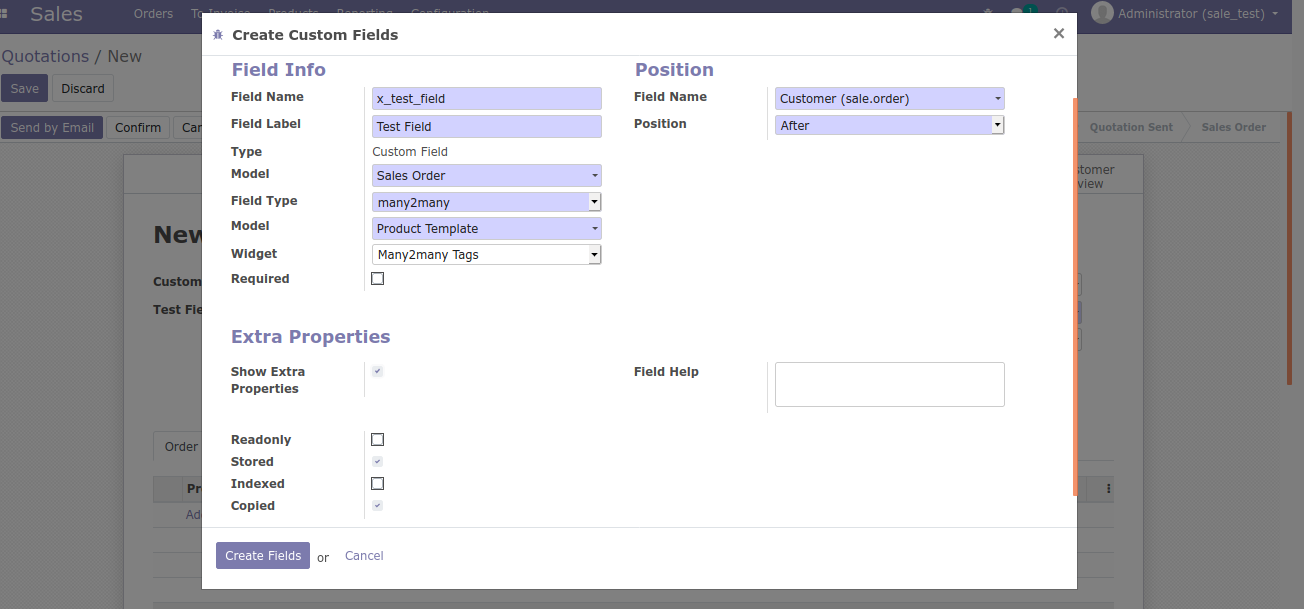 Sales Orders To Invoice Products Reporting Configuration 1 Administrator (sale_test)
Create Custom Fields ×
Quotations / New
Save Discard
Send by Email Confirm Can
Quotation Sent Sales Order
Field Info
Field Name x_test_field
Field Label Test Field
Type Custom Field
Model Sales Order
Field Type many2many
Model Product Template
Widget Many2many Tags
Required
Position
Field Name Customer (sale.order)
Position After
stomer
view
New
Custom
Test Fie
Extra Properties
Show Extra
Properties
Field Help
Readonly
Stored
Indexed
Copied
Order
Pr
Ad
Create Fields or Cancel